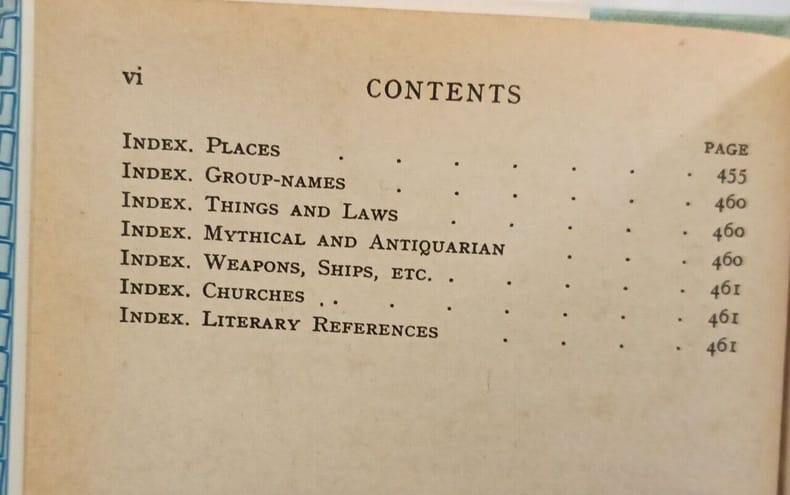 vi
CONTENTS
PAGE
INDEX. PLACES . . . . . . . 455
INDEX. GROUP-NAMES . . . . . . 460
INDEX. THINGS AND LAWS . . . . . 460
INDEX. MYTHICAL AND ANTIQUARIAN . . . 460
INDEX. WEAPONS, SHIPS, ETC. . . . . . 461
INDEX. CHURCHES . . . . . . . . 461
INDEX. LITERARY REFERENCES . . . . 461